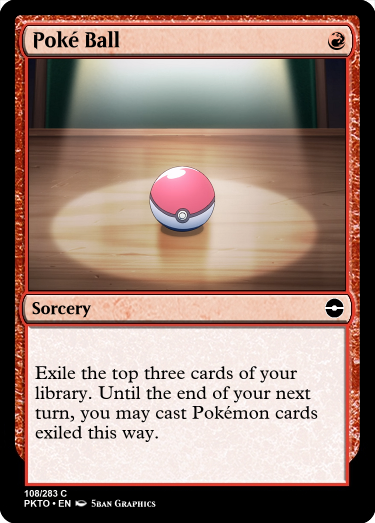 Poké Ball
Sorcery
Exile the top three cards of your
library. Until the end of your next
turn, you may cast Pokémon cards
exiled this way.
108/283 C
PKTO • EN 5ban Graphics